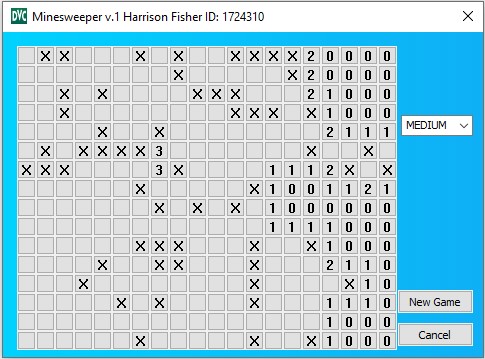 DVC Minesweeper v.1 Harrison Fisher ID: 1724310
X X X X X X X X 2 0 0 0 0
X X 2 0 0 0 0
X X X X X 2 1 0 0 0
X X X X X 1 0 0 0
X X 2 1 1 1
X X X X X 3 X X
X X X 3 X 1 1 1 2 X X
X X 1 0 0 1 1 2 1
X X X 1 0 0 0 0 0 0
1 1 1 1 0 0 0
X X X X X 1 0 0 0
X X X X 2 1 1 0
X X 1 0
X X X 1 1 1 0
1 0 0 0
X X X 1 0 0 0
MEDIUM
New Game
Cancel